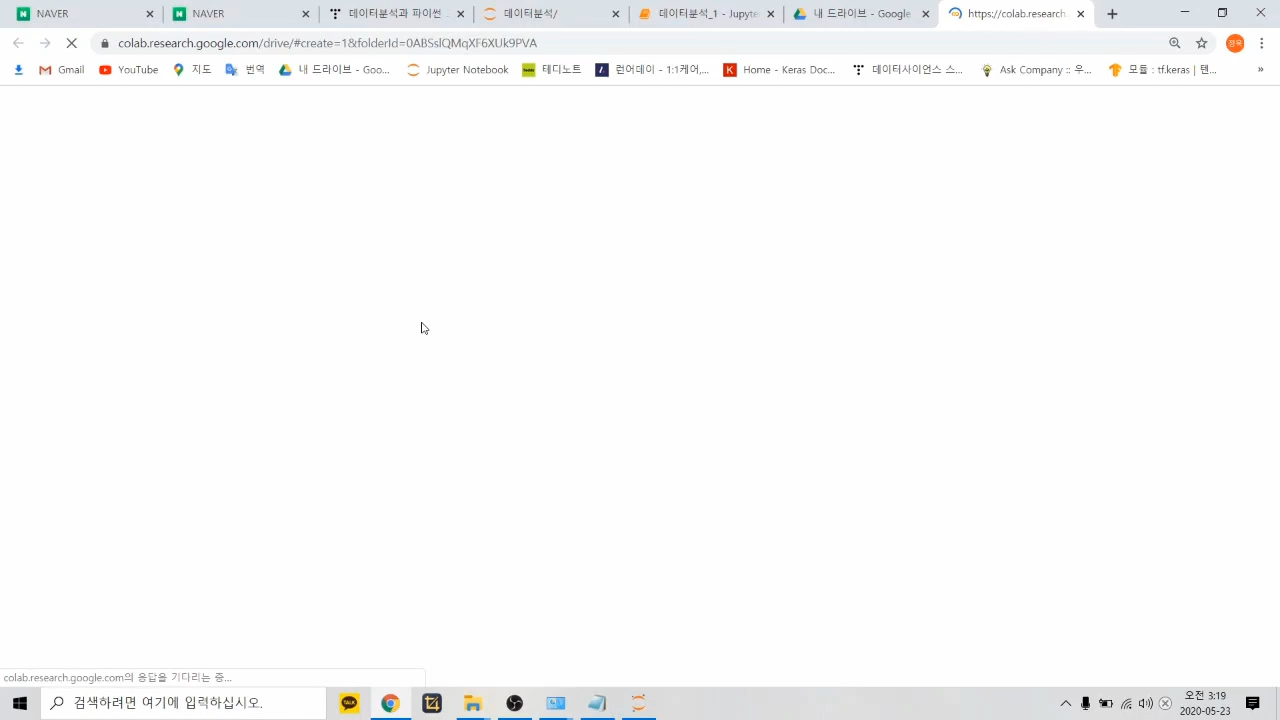 NAVER
NAVER
데이터분석과 파이썬
데이터분석/
데이터분석_1 - Jupyte
내 드라이브 - Google
https://colab.research.
colab.research.google.com/drive/#create=1&folderId=0ABSslQMqXF6XUk9PVA
Gmail
YouTube
지도
번역
내 드라이브 - Goo...
Jupyter Notebook
테디노트
런어데이 - 1:1케어,...
Home - Keras Doc...
데이터사이언스 스...
Ask Company :: 우...
모듈 : tf.keras | 텐...
colab.research.google.com의 응답을 기다리는 중...
검색하려면 여기에 입력하십시오.
TALK
오전 3:19
2020-05-23